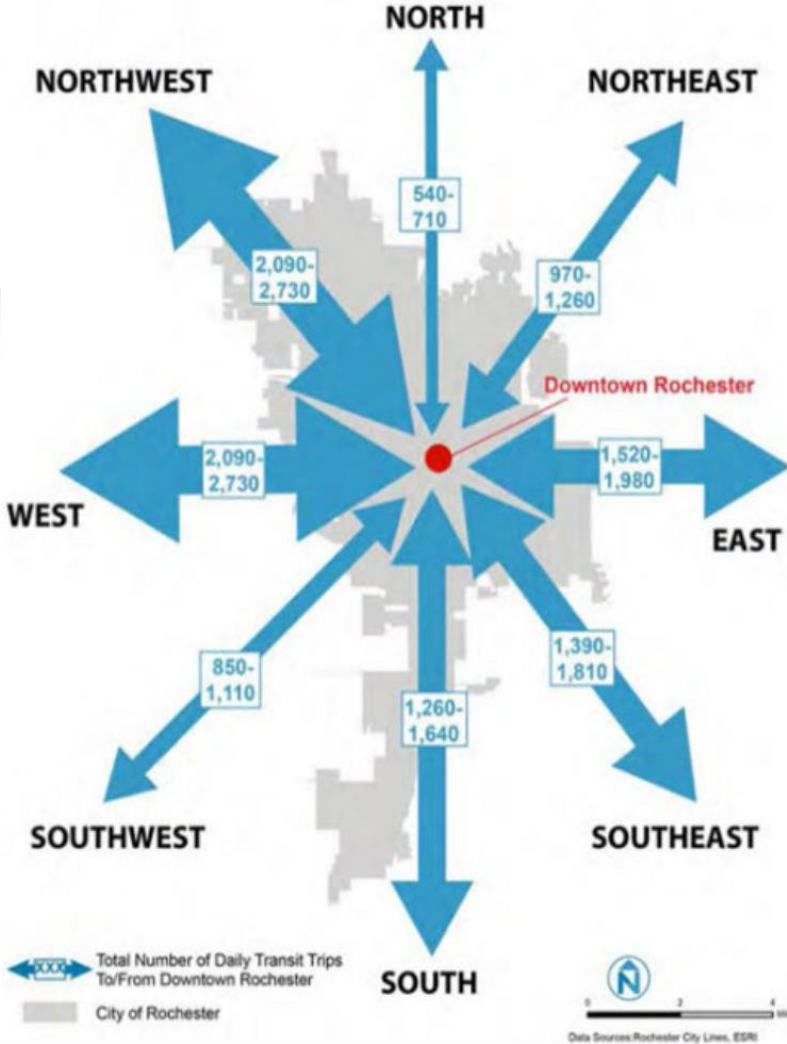 NORTH
NORTHWEST
NORTHEAST
540-
710
2,090-
2,730
970-
1,260
Downtown Rochester
2,090-
2,730
1,520-
1,980
WEST
EAST
850-
1,110
1,390-
1,810
1,260-
1,640
SOUTHWEST
SOUTHEAST
XXX
Total Number of Daily Transit Trips
To/From Downtown Rochester
SOUTH
N
City of Rochester
0 2 4
Data Sources:Rochester City Lines, ESRI